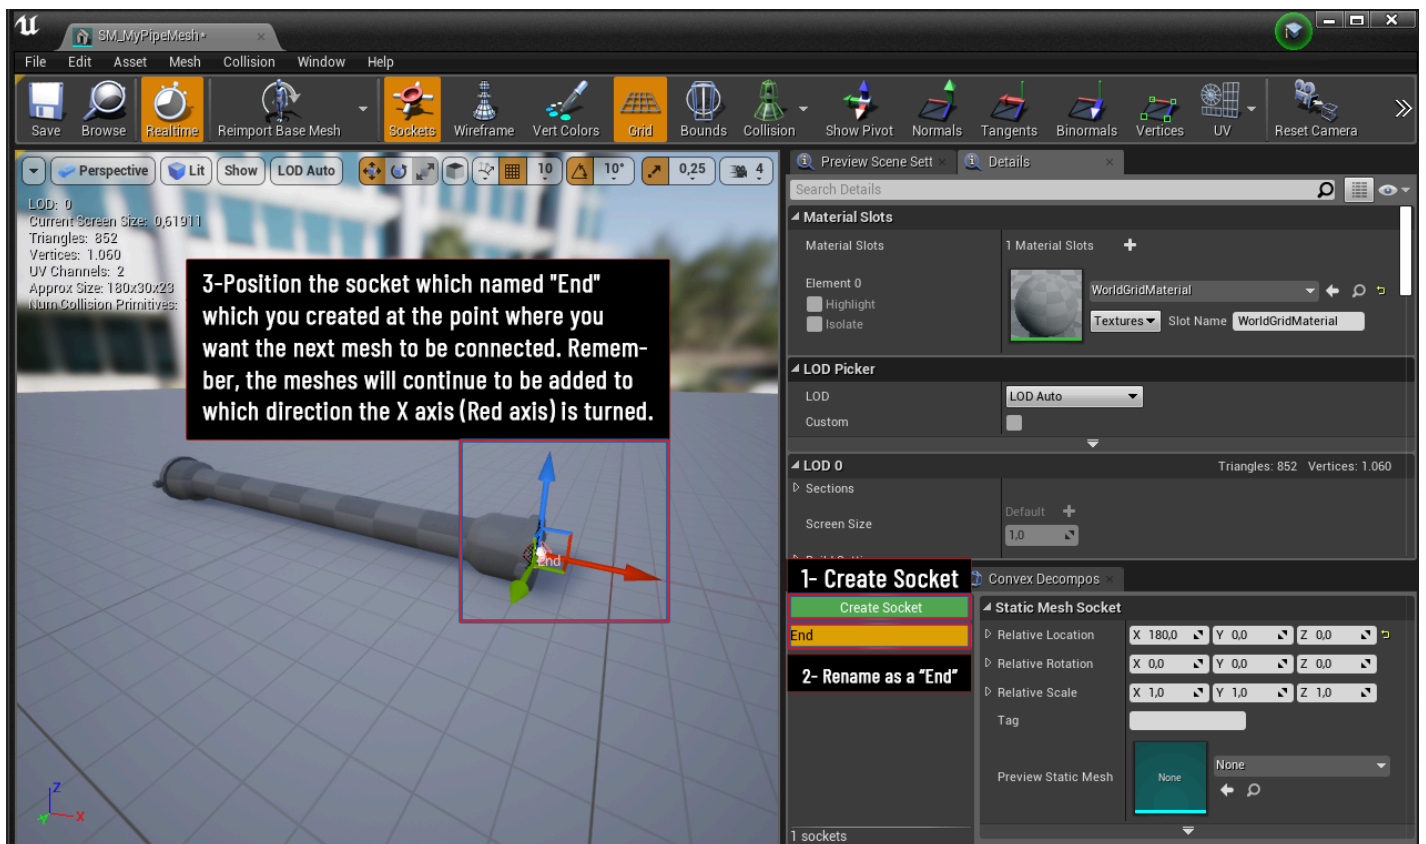 SM_MyPipeMesh•
File Edit Asset Mesh Collision Window Help
Save Browse Realtime Reimport Base Mesh Sockets Wireframe Vert Colors Grid Bounds Collision Show Pivot Normals Tangents Binormals Vertices UV Reset Camera
Perspective Lit Show LOD Auto 10 10° 0,25 4
LOD: 0
Current Screen Size: 0,61911
Triangles: 852
Vertices: 1.060
UV Channels: 2
Approx Size: 180x30x23
Num Collision Primitives:
3-Position the socket which named "End"
which you created at the point where you
want the next mesh to be connected. Remem-
ber, the meshes will continue to be added to
which direction the X axis (Red axis) is turned.
End
Z
X
Preview Scene Sett Details
Search Details
Material Slots
Material Slots 1 Material Slots
Element 0
Highlight
Isolate
WorldGridMaterial
Textures Slot Name WorldGridMaterial
LOD Picker
LOD LOD Auto
Custom
LOD 0 Triangles: 852 Vertices: 1.060
Sections
Default
Screen Size 1,0
1- Create Socket
Convex Decompos
Create Socket
End
2- Rename as a "End"
1 sockets
Static Mesh Socket
Relative Location X 180,0 Y 0,0 Z 0,0
Relative Rotation X 0,0 Y 0,0 Z 0,0
Relative Scale X 1,0 Y 1,0 Z 1,0
Tag
Preview Static Mesh None None